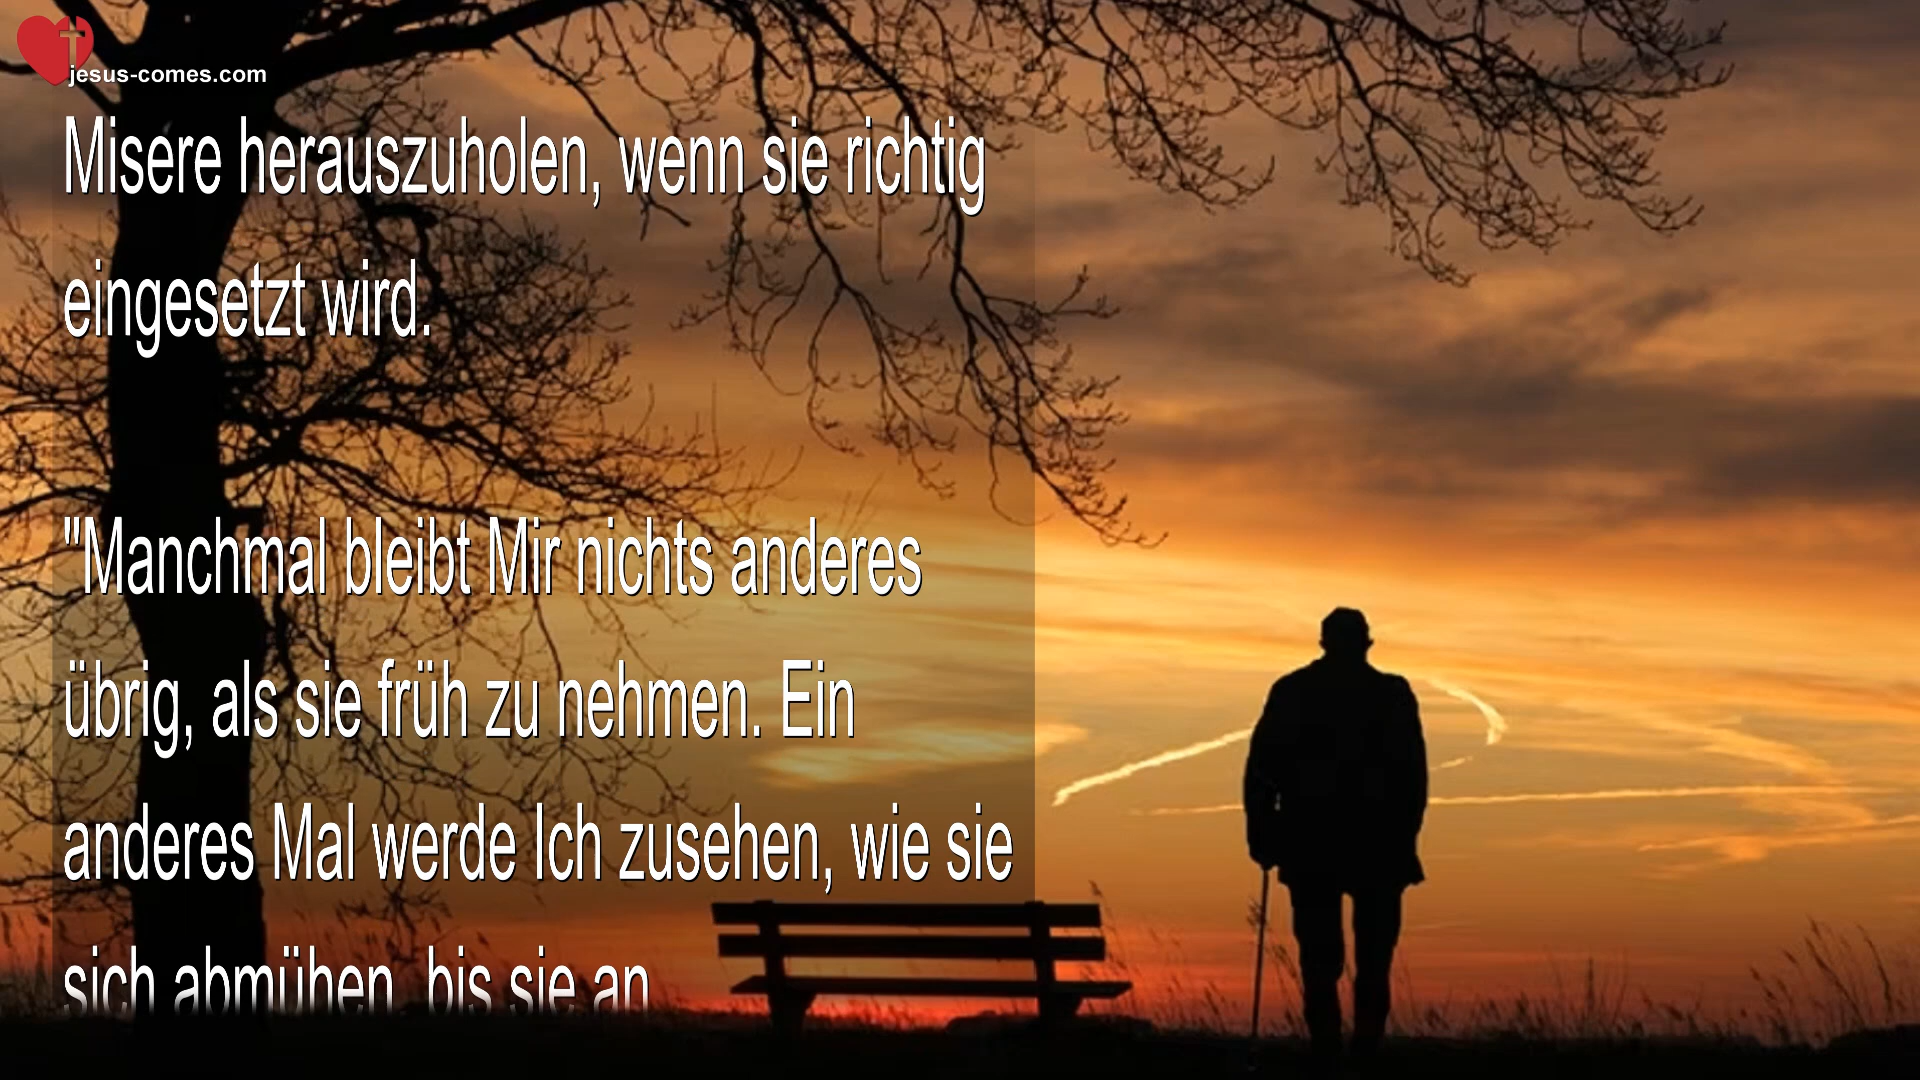 jesus-comes.com
Misere herauszuholen, wenn sie richtig
eingesetzt wird.
"Manchmal bleibt Mir nichts anderes
übrig, als sie früh zu nehmen. Ein
anderes Mal werde Ich zusehen, wie sie
sich abmühen, bis sie an